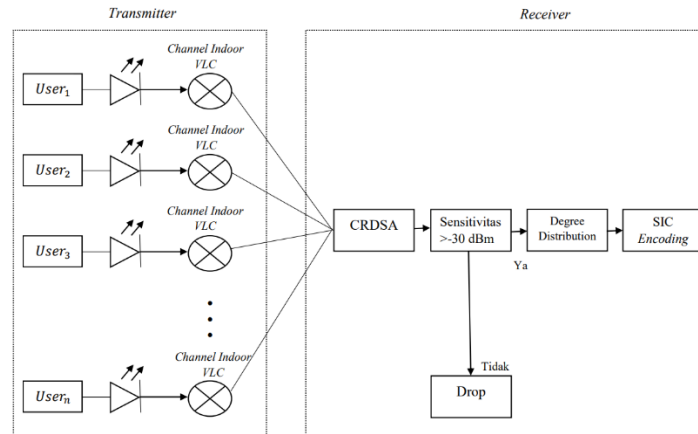 Transmitter
Receiver
Channel Indoor
VLC
User₁
Channel Indoor
VLC
User₂
Channel Indoor
VLC
User₃
CRDSA
Sensitivitas
>-30 dBm
Degree
Distribution
SIC
Encoding
Ya
Channel Indoor
VLC
Userₙ
Tidak
Drop